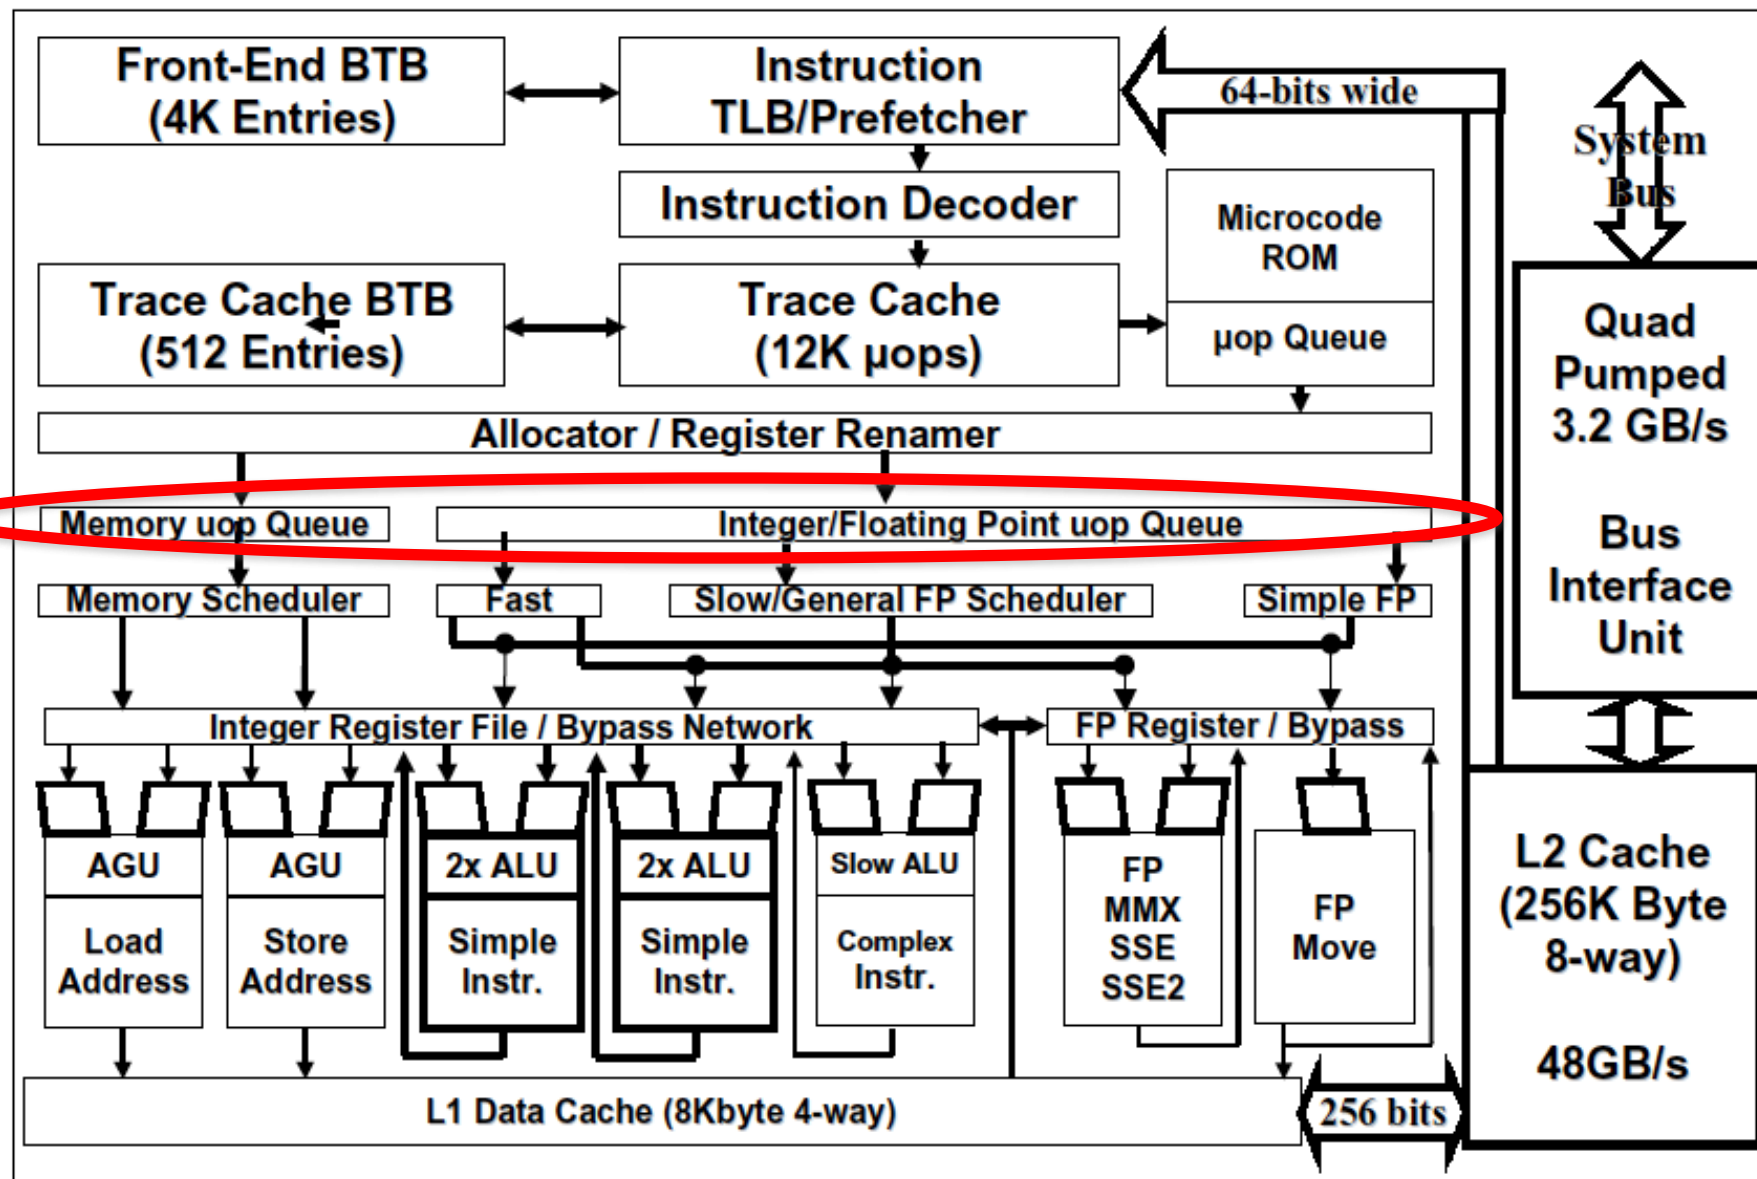 Front-End BTB
(4K Entries)
Instruction
TLB/Prefetcher
64-bits wide
System
Bus
Instruction Decoder
Microcode
ROM
Trace Cache BTB
(512 Entries)
Trace Cache
(12K µops)
µop Queue
Quad
Pumped
3.2 GB/s
Bus
Interface
Unit
Allocator / Register Renamer
Memory uop Queue
Integer/Floating Point uop Queue
Memory Scheduler
Fast
Slow/General FP Scheduler
Simple FP
Integer Register File / Bypass Network
FP Register / Bypass
AGU
Load
Address
AGU
Store
Address
2x ALU
Simple
Instr.
2x ALU
Simple
Instr.
Slow ALU
Complex
Instr.
FP
MMX
SSE
SSE2
FP
Move
L2 Cache
(256K Byte
8-way)
48GB/s
L1 Data Cache (8Kbyte 4-way)
256 bits